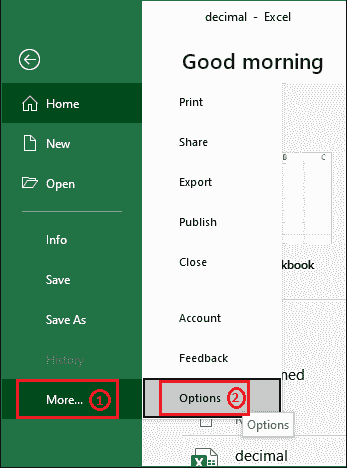 decimal - Excel
Good morning
Home
New
Open
Info
Save
Save As
History
More... 1
Print
Share
Export
Publish
Close
Account
Feedback
Options 2
Options
B C
kbook
ned
decimal